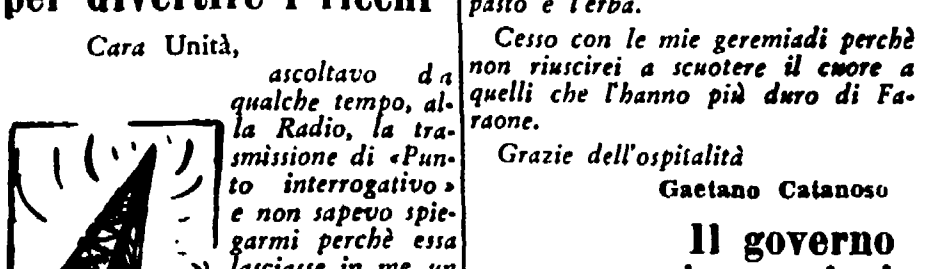 per divertire i ricchi
Cara Unità,
ascoltavo da
qualche tempo, al-
la Radio, la tra-
smissione di «Pun-
to interrogativo»
e non sapevo spie-
garmi perchè essa
lasciasse in me un
pasto è l'erba.
Cesso con le mie geremiadi perchè
non riuscirei a scuotere il cuore a
quelli che l'hanno più duro di Fa-
raone.
Grazie dell'ospitalità
Gaetano Catanoso
Il governo